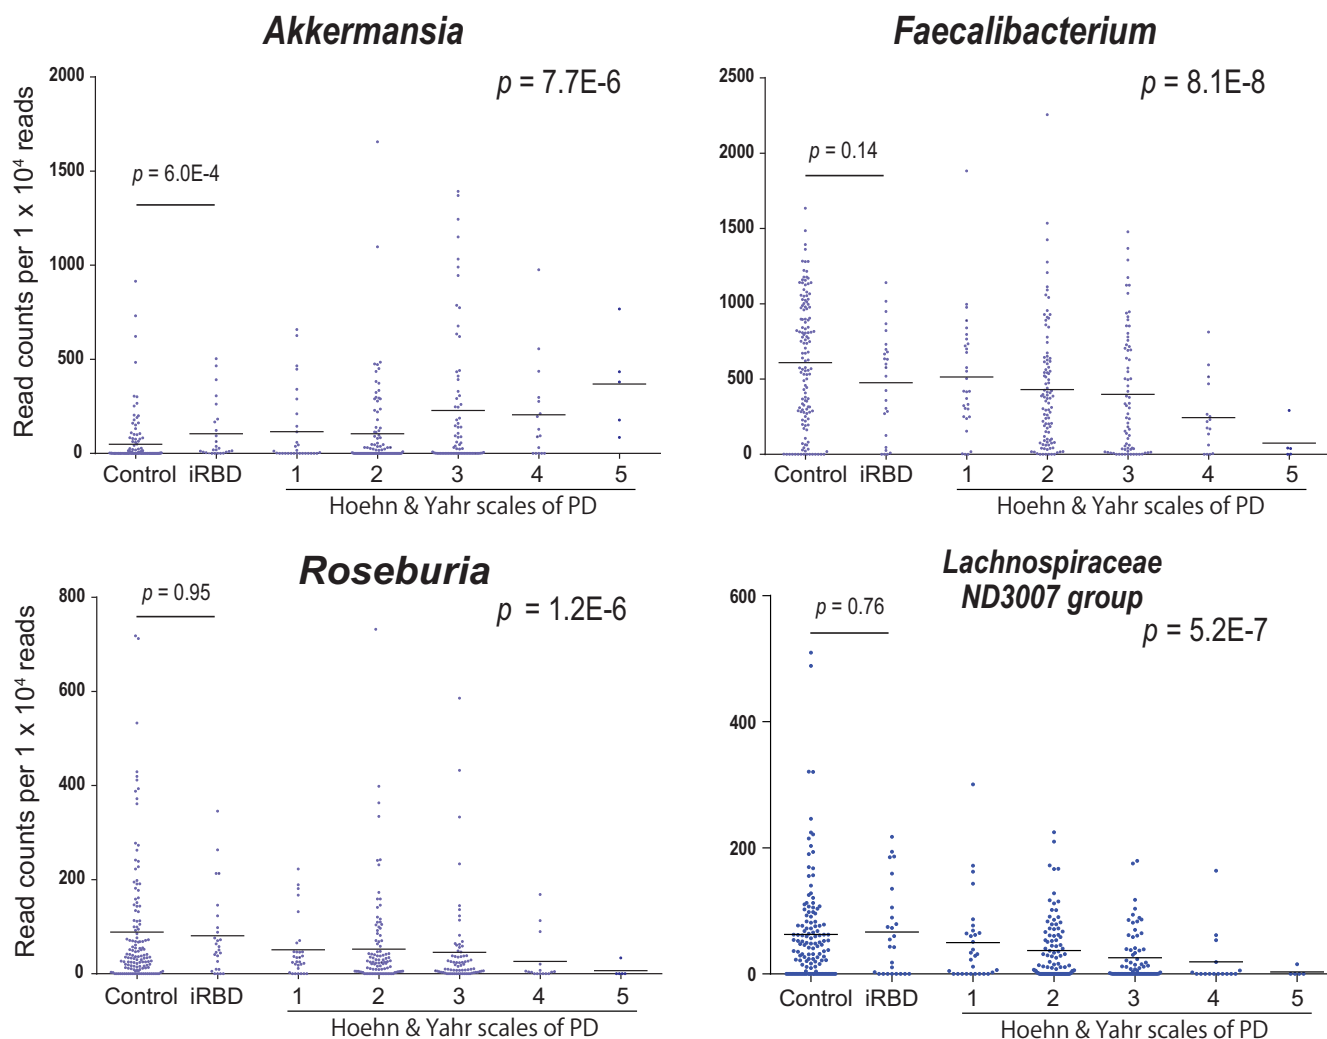 Akkermansia
p = 7.7E-6
p = 6.0E-4
Read counts per 1 x 10⁴ reads
2000
1500
1000
500
0
Control iRBD 1 2 3 4 5
Hoehn & Yahr scales of PD
Faecalibacterium
p = 8.1E-8
p = 0.14
2500
2000
1500
1000
500
0
Control iRBD 1 2 3 4 5
Hoehn & Yahr scales of PD
Roseburia
p = 1.2E-6
p = 0.95
Read counts per 1 x 10⁴ reads
800
600
400
200
0
Control iRBD 1 2 3 4 5
Hoehn & Yahr scales of PD
Lachnospiraceae
ND3007 group
p = 5.2E-7
p = 0.76
600
400
200
0
Control iRBD 1 2 3 4 5
Hoehn & Yahr scales of PD